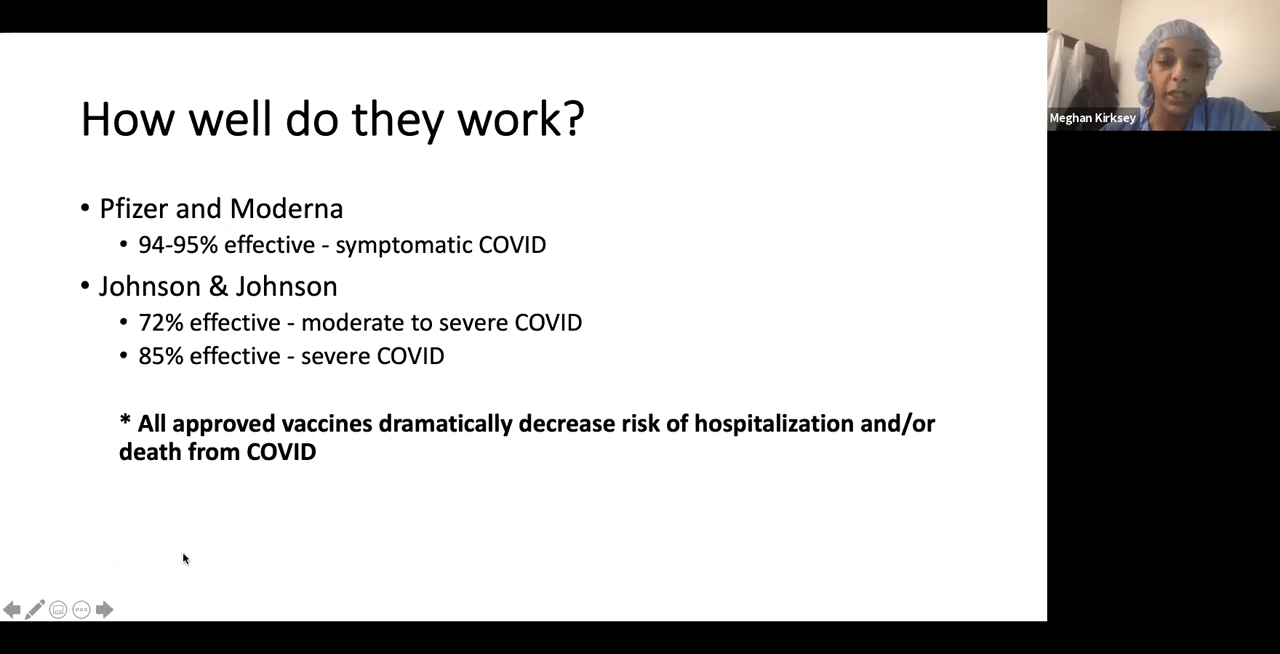 How well do they work?
• Pfizer and Moderna
• 94-95% effective - symptomatic COVID
• Johnson & Johnson
• 72% effective - moderate to severe COVID
• 85% effective - severe COVID
* All approved vaccines dramatically decrease risk of hospitalization and/or
death from COVID
Meghan Kirksey